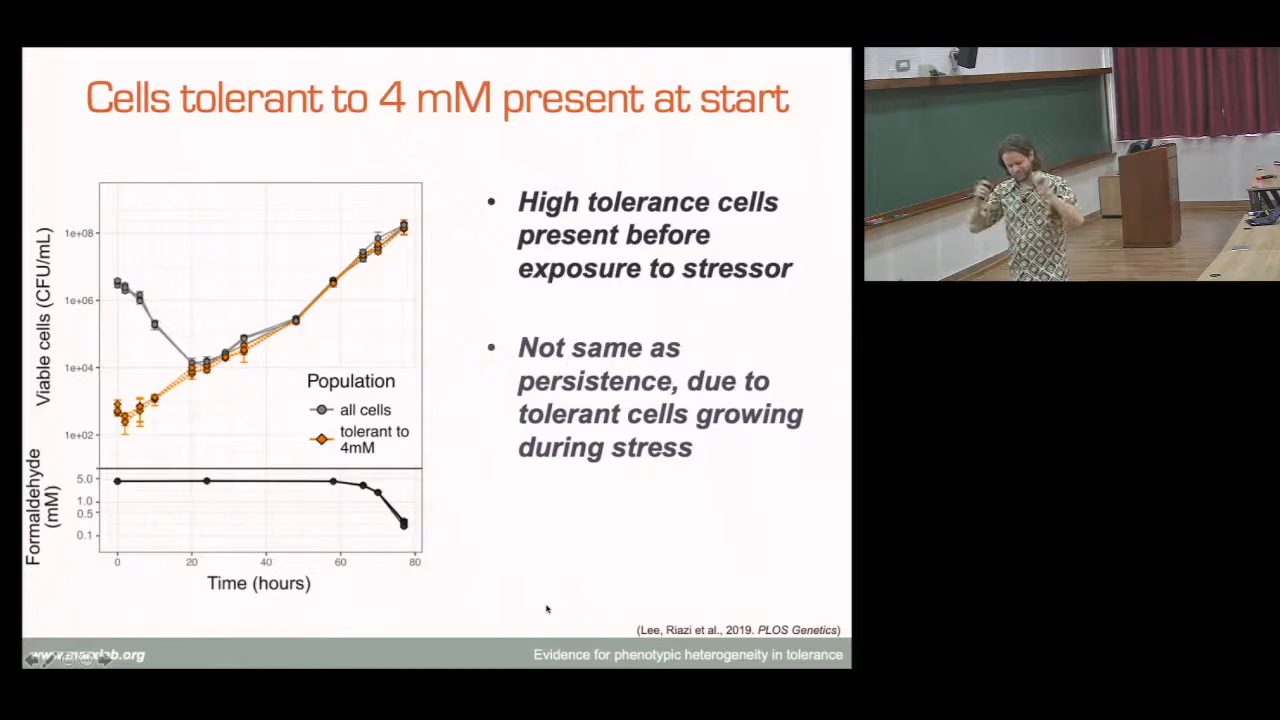 Cells tolerant to 4 mM present at start
Viable cells (CFU/mL)
1e+08
1e+06
1e+04
1e+02
Population
all cells
tolerant to
4mM
Formaldehyde
(mM)
5.0
1.0
0.5
0.1
0
20
40
60
80
Time (hours)
• High tolerance cells
present before
exposure to stressor
• Not same as
persistence, due to
tolerant cells growing
during stress
(Lee, Riazi et al., 2019. PLOS Genetics)
www.marxlab.org
Evidence for phenotypic heterogeneity in tolerance